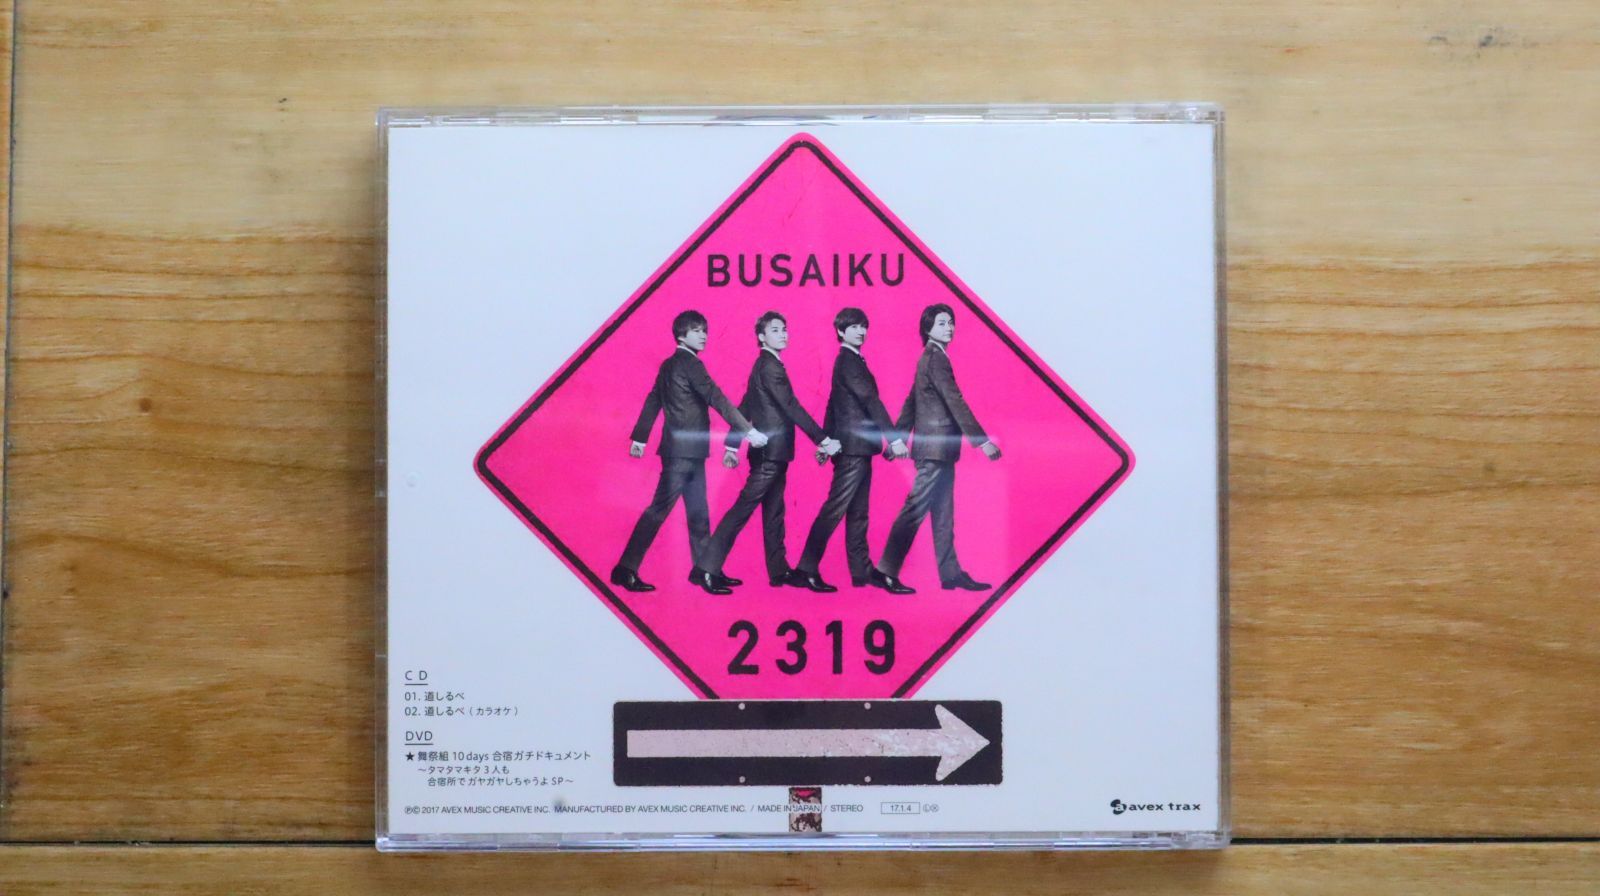 BUSAIKU
2319
CD
01. 道しるべ
02. 道しるべ ( カラオケ )
DVD
★ 舞祭組 10 days 合宿ガチドキュメント
～タマタマキタ 3 人も
合宿所でガヤガヤしちゃうよ SP～
℗© 2017 AVEX MUSIC CREATIVE INC. MANUFACTURED BY AVEX MUSIC CREATIVE INC. / MADE IN JAPAN / STEREO 17.1.4 Ⓛ Ⓧ
avex trax